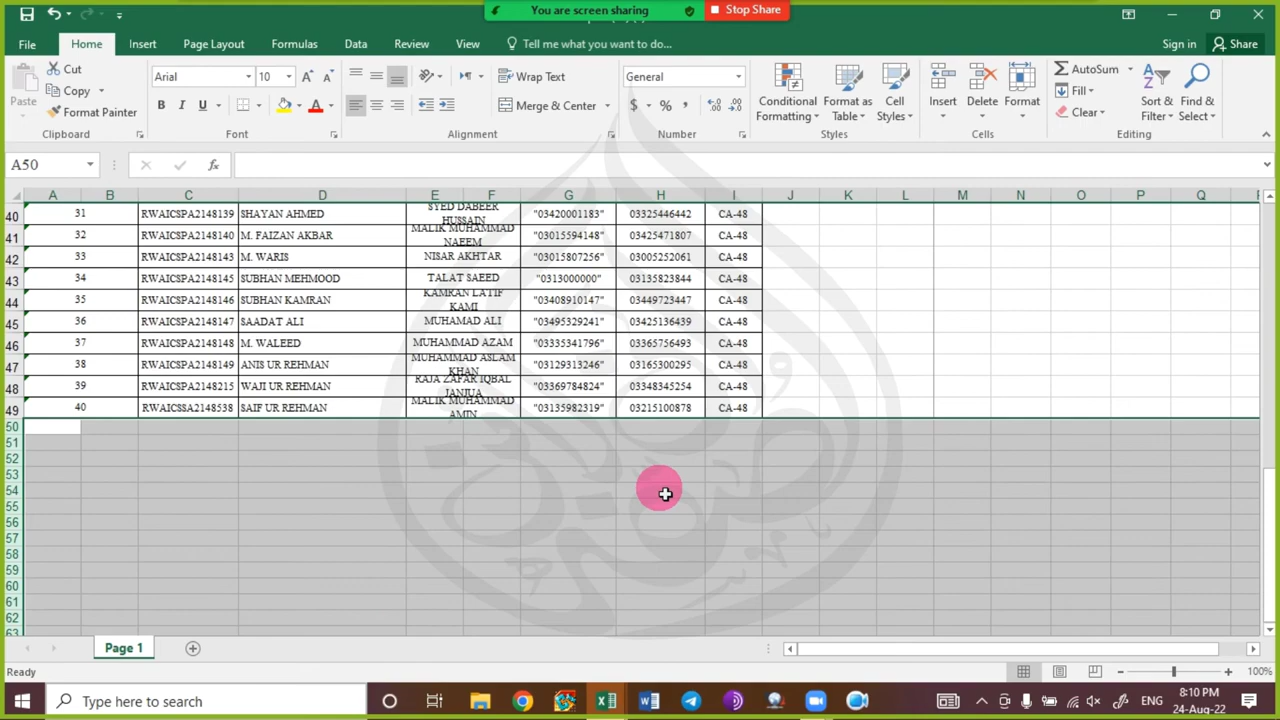 You are screen sharing Stop Share
File Home Insert Page Layout Formulas Data Review View Tell me what you want to do... Sign in Share
Paste Cut Copy Format Painter Clipboard
Arial 10 B I U Font
Wrap Text Merge & Center Alignment
General $ % , Number
Conditional Formatting Format as Table Cell Styles Styles
Insert Delete Format Cells
AutoSum Fill Clear Sort & Filter Find & Select Editing
A50 fx
A B C D E F G H I J K L M N O P Q
40 31 RWAICSPA2148139 SHAYAN AHMED SYED DABEER HUSSAIN "03420001183" 03325446442 CA-48
41 32 RWAICSPA2148140 M. FAIZAN AKBAR MALIK MUHAMMAD NAEEM "03015594148" 03425471807 CA-48
42 33 RWAICSPA2148143 M. WARIS NISAR AKHTAR "03015807256" 03005252061 CA-48
43 34 RWAICSPA2148145 SUBHAN MEHMOOD TALAT SAEED "0313000000" 03135823844 CA-48
44 35 RWAICSPA2148146 SUBHAN KAMRAN KAMRAN LATIF KAMI "03408910147" 03449723447 CA-48
45 36 RWAICSPA2148147 SAADAT ALI MUHAMAD ALI "03495329241" 03425136439 CA-48
46 37 RWAICSPA2148148 M. WALEED MUHAMMAD AZAM "03335341796" 03365756493 CA-48
47 38 RWAICSPA2148149 ANIS UR REHMAN MUHAMMAD ASLAM KHAN "03129313246" 03165300295 CA-48
48 39 RWAICSPA2148215 WAJI UR REHMAN RAJA ZAFAR IQBAL JANJUA "03369784824" 03348345254 CA-48
49 40 RWAICSSA2148538 SAIF UR REHMAN MALIK MUHAMMAD AMIN "03135982319" 03215100878 CA-48
50
51
52
53
54
55
56
57
58
59
60
61
62
63
Page 1
Ready 100%
Type here to search ENG 8:10 PM
24-Aug-22